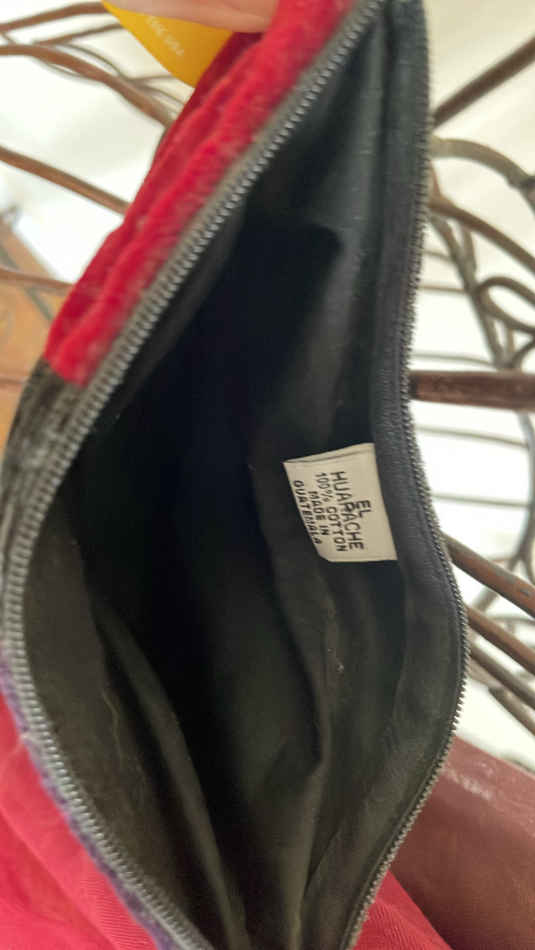 EL
HUARACHE
100% COTTON
MADE IN
GUATEMALA